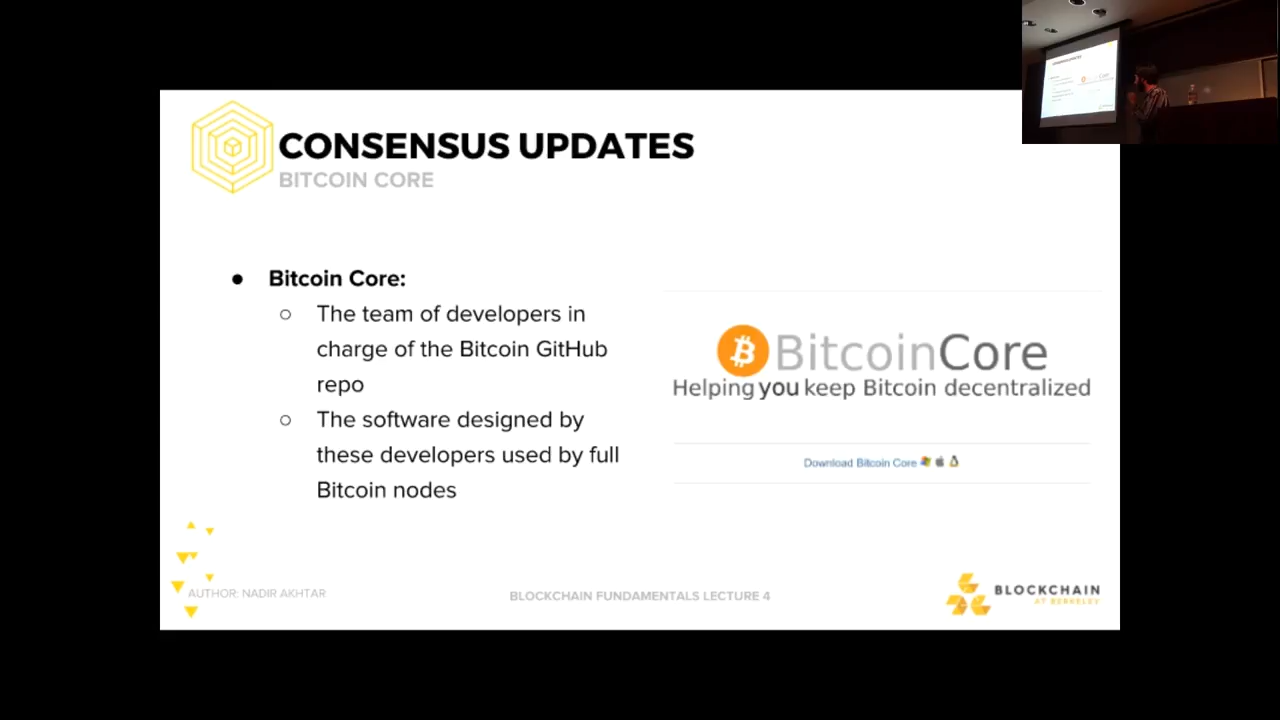 CONSENSUS UPDATES
BITCOIN CORE
● Bitcoin Core:
○ The team of developers in
charge of the Bitcoin GitHub
repo
○ The software designed by
these developers used by full
Bitcoin nodes
BitcoinCore
Helping you keep Bitcoin decentralized
Download Bitcoin Core
AUTHOR: NADIR AKHTAR
BLOCKCHAIN FUNDAMENTALS LECTURE 4
BLOCKCHAIN
AT BERKELEY